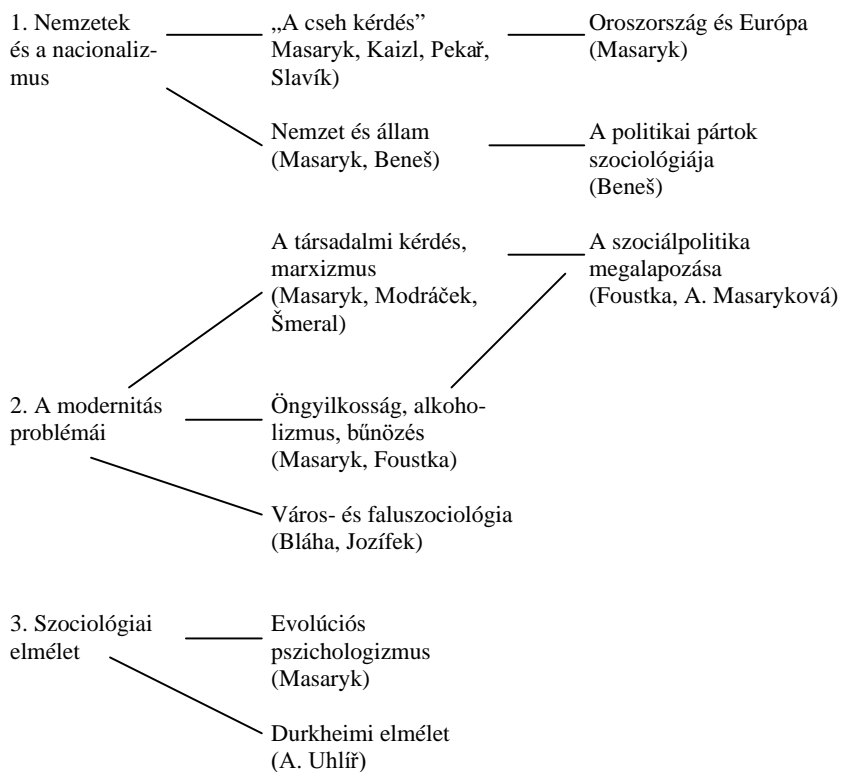 1. Nemzetek
és a nacionaliz-
mus
„A cseh kérdés”
Masaryk, Kaizl, Pekař,
Slavík)
Oroszország és Európa
(Masaryk)
Nemzet és állam
(Masaryk, Beneš)
A politikai pártok
szociológiája
(Beneš)
A társadalmi kérdés,
marxizmus
(Masaryk, Modráček,
Šmeral)
A szociálpolitika
megalapozása
(Foustka, A. Masaryková)
2. A modernitás
problémái
Öngyilkosság, alkoho-
lizmus, bűnözés
(Masaryk, Foustka)
Város- és faluszociológia
(Bláha, Jozífek)
3. Szociológiai
elmélet
Evolúciós
pszichologizmus
(Masaryk)
Durkheimi elmélet
(A. Uhlíř)